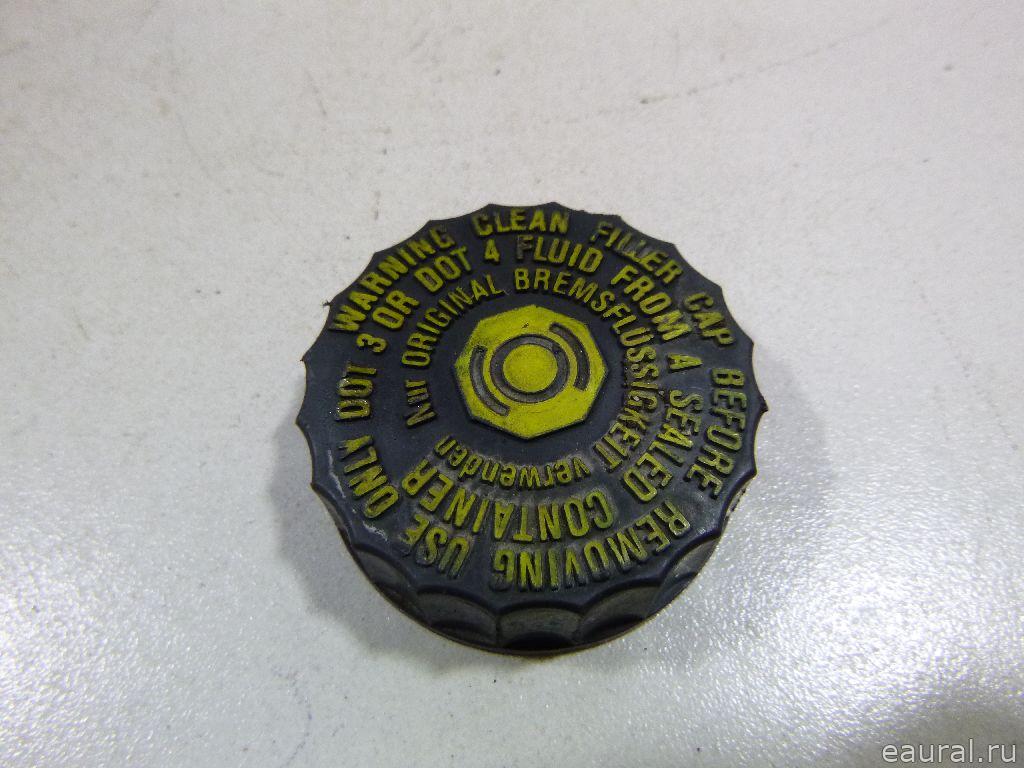 WARNING CLEAN FILLER CAP BEFORE REMOVING USE ONLY DOT 3 OR DOT 4 FLUID FROM A SEALED CONTAINER
Nur ORIGINAL BREMSFLÜSSIGKEIT verwenden
eaural.ru